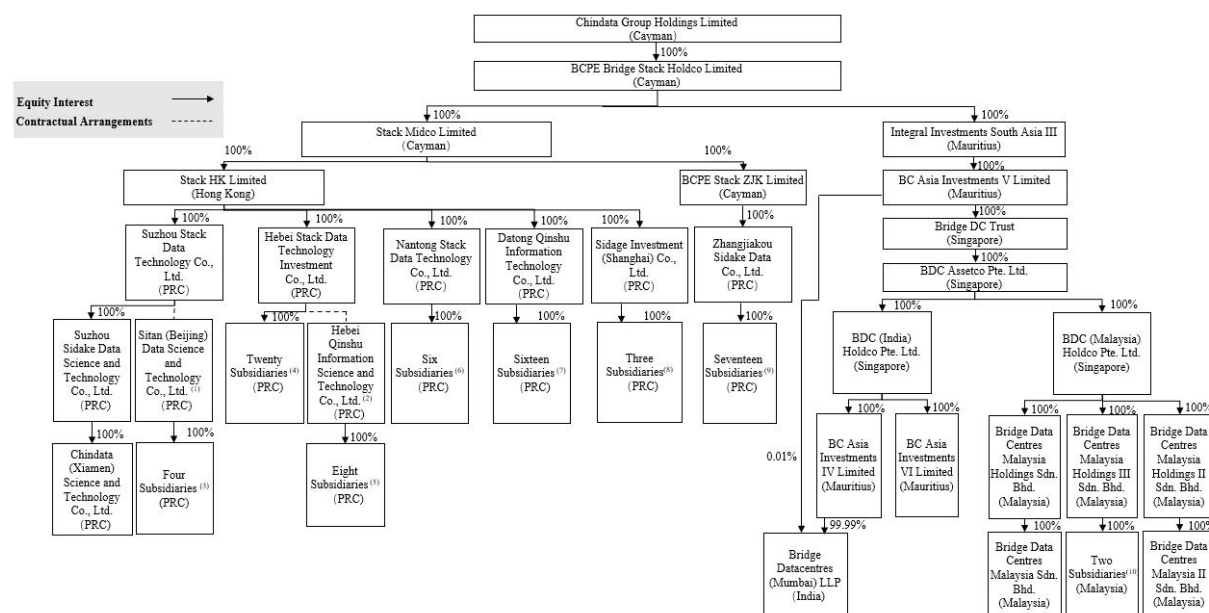 Chindata Group Holdings Limited
(Cayman)
100%
BCPE Bridge Stack Holdco Limited
(Cayman)
Equity Interest
Contractual Arrangements
100%
100%
Stack Midco Limited
(Cayman)
Integral Investments South Asia III
(Mauritius)
100%
100%
100%
Stack HK Limited
(Hong Kong)
BCPE Stack ZJK Limited
(Cayman)
BC Asia Investments V Limited
(Mauritius)
100%
100%
100%
100%
100%
100%
100%
Suzhou Stack
Data
Technology Co.,
Ltd.
(PRC)
Hebei Stack Data
Technology
Investment
Co., Ltd.
(PRC)
Nantong Stack
Data Technology
Co., Ltd.
(PRC)
Datong Qinshu
Information
Technology Co.,
Ltd.
(PRC)
Sidage Investment
(Shanghai) Co.,
Ltd.
(PRC)
Zhangjiakou
Sidake Data
Co., Ltd.
(PRC)
Bridge DC Trust
(Singapore)
100%
BDC Assetco Pte. Ltd.
(Singapore)
100%
100%
100%
100%
100%
100%
100%
100%
Suzhou
Sidake Data
Science and
Technology
Co., Ltd.
(PRC)
Sitan (Beijing)
Data Science
and
Technology
Co., Ltd. (1)
(PRC)
Twenty
Subsidiaries (4)
(PRC)
Hebei
Qinshu
Information
Science and
Technology
Co., Ltd. (2)
(PRC)
Six
Subsidiaries (6)
(PRC)
Sixteen
Subsidiaries (7)
(PRC)
Three
Subsidiaries (8)
(PRC)
Seventeen
Subsidiaries (9)
(PRC)
BDC (India)
Holdco Pte. Ltd.
(Singapore)
BDC (Malaysia)
Holdco Pte. Ltd.
(Singapore)
100%
100%
100%
100%
100%
100%
100%
100%
Chindata
(Xiamen)
Science and
Technology
Co., Ltd.
(PRC)
Four
Subsidiaries (3)
(PRC)
Eight
Subsidiaries (5)
(PRC)
0.01%
BC Asia
Investments
IV Limited
(Mauritius)
BC Asia
Investments
VI Limited
(Mauritius)
Bridge Data
Centres
Malaysia
Holdings Sdn.
Bhd.
(Malaysia)
Bridge Data
Centres
Malaysia
Holdings III
Sdn. Bhd.
(Malaysia)
Bridge Data
Centres
Malaysia
Holdings II
Sdn. Bhd.
(Malaysia)
99.99%
100%
100%
100%
Bridge
Datacentres
(Mumbai) LLP
(India)
Bridge Data
Centres
Malaysia Sdn.
Bhd.
(Malaysia)
Two
Subsidiaries (10)
(Malaysia)
Bridge Data
Centres
Malaysia II
Sdn. Bhd.
(Malaysia)